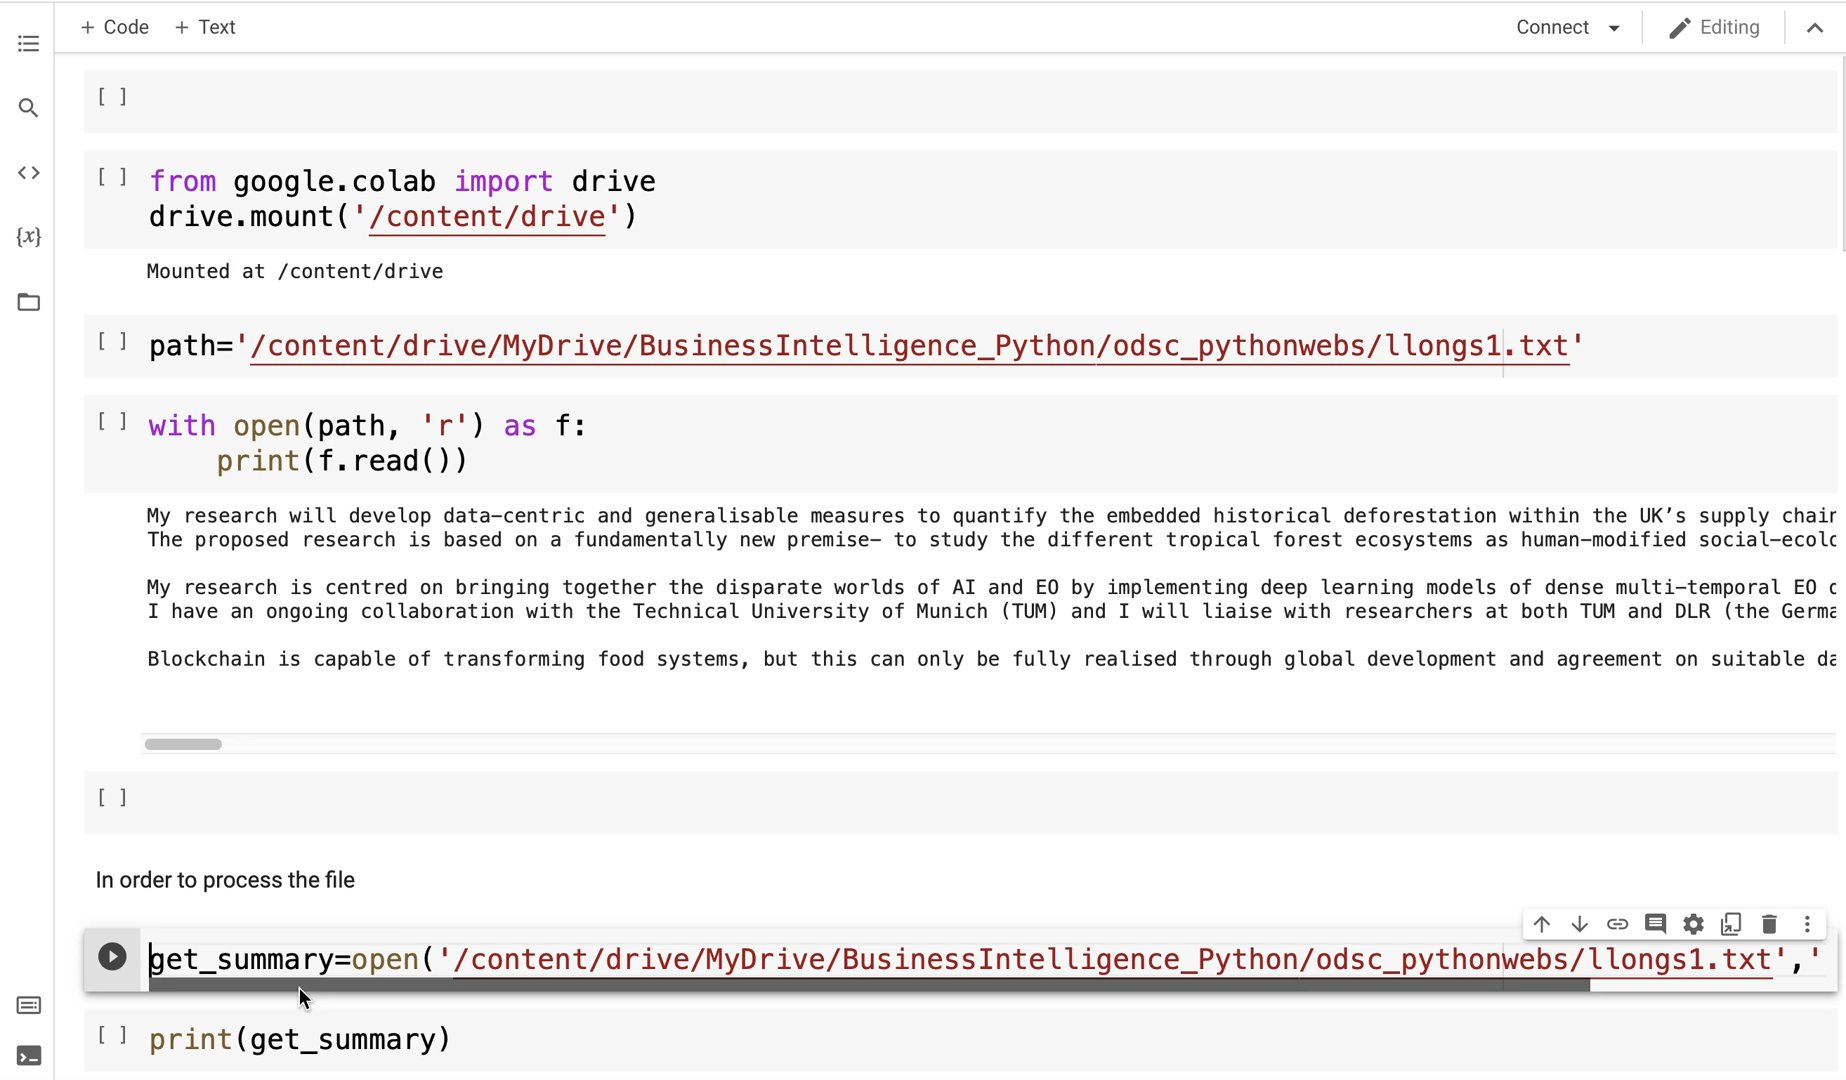 + Code + Text Connect Editing
[ ]
[ ] from google.colab import drive
drive.mount('/content/drive')
Mounted at /content/drive
[ ] path='/content/drive/MyDrive/BusinessIntelligence_Python/odsc_pythonwebs/llongs1.txt'
[ ] with open(path, 'r') as f:
print(f.read())
My research will develop data-centric and generalisable measures to quantify the embedded historical deforestation within the UK’s supply chain
The proposed research is based on a fundamentally new premise– to study the different tropical forest ecosystems as human-modified
My research is centred on bringing together the disparate worlds of AI and EO by implementing deep learning models of dense multi-temporal EO
I have an ongoing collaboration with the Technical University of Munich (TUM) and I will liaise with researchers at both TUM and DLR (the
Blockchain is capable of transforming food systems, but this can only be fully realised through global development and agreement on suitable
[ ]
In order to process the file
get_summary=open('/content/drive/MyDrive/BusinessIntelligence_Python/odsc_pythonwebs/llongs1.txt','
[ ] print(get_summary)